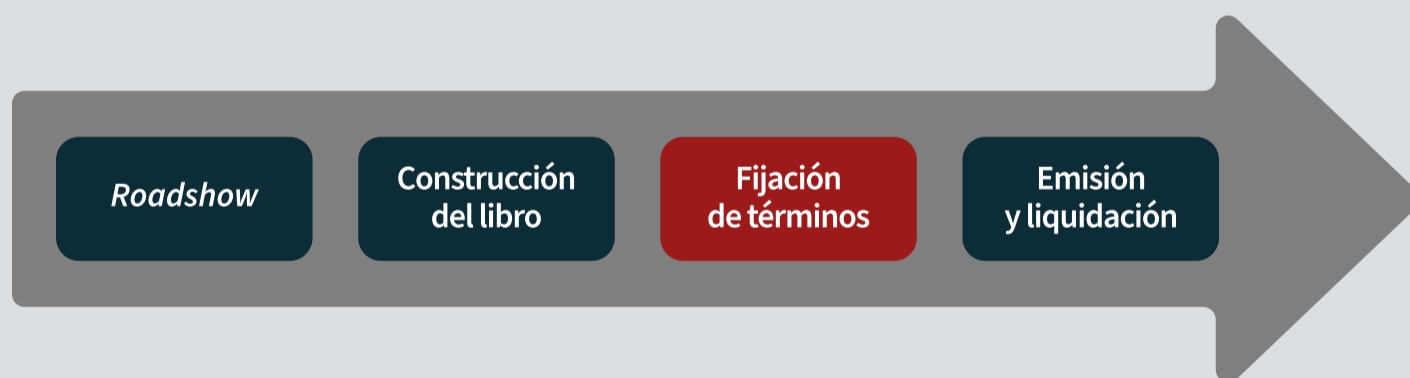 Roadshow
Construcción
del libro
Fijación
de términos
Emisión
y liquidación